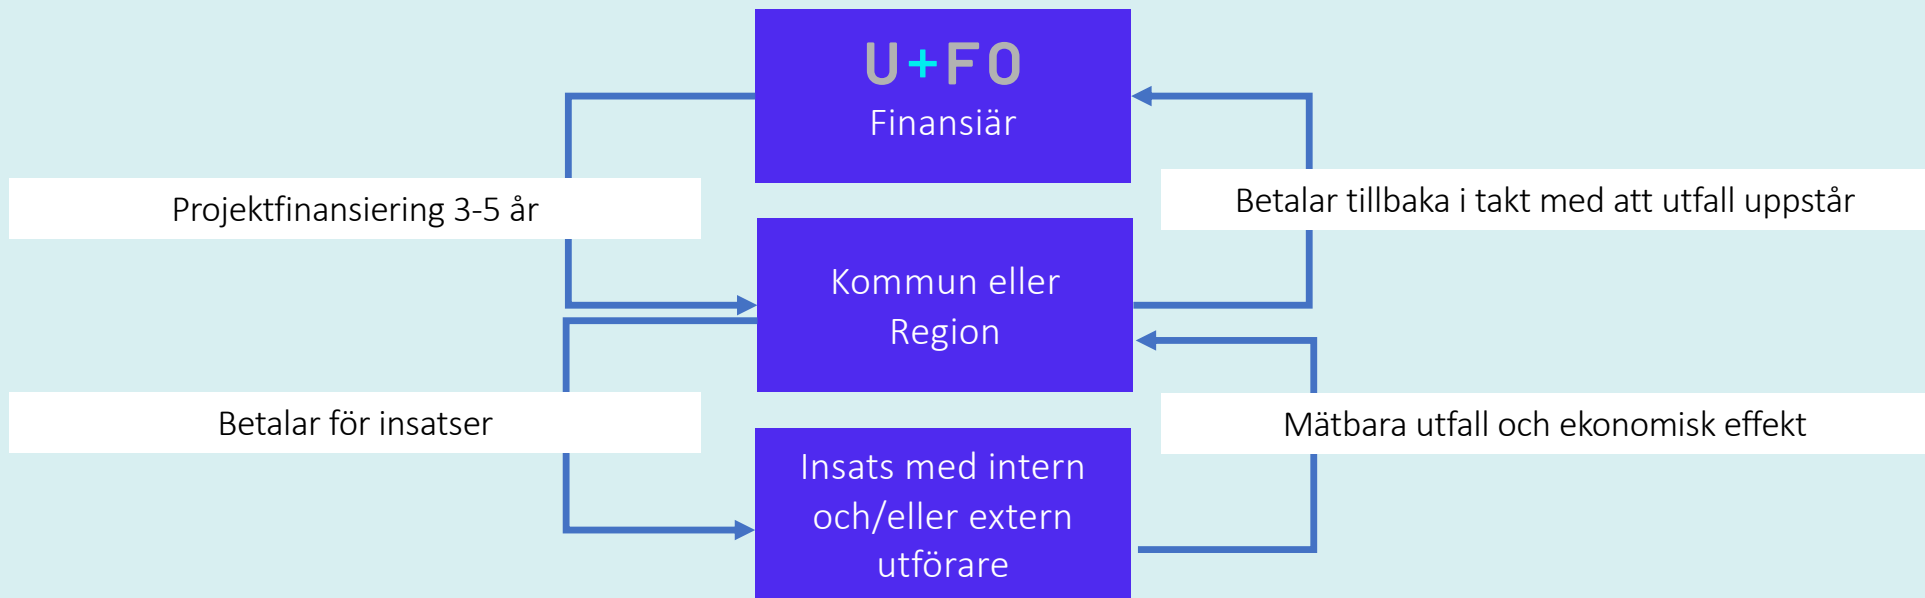 U+FO
Finansiär
Projektfinansiering 3-5 år
Betalar tillbaka i takt med att utfall uppstår
Kommun eller
Region
Betalar för insatser
Mätbara utfall och ekonomisk effekt
Insats med intern
och/eller extern
utförare